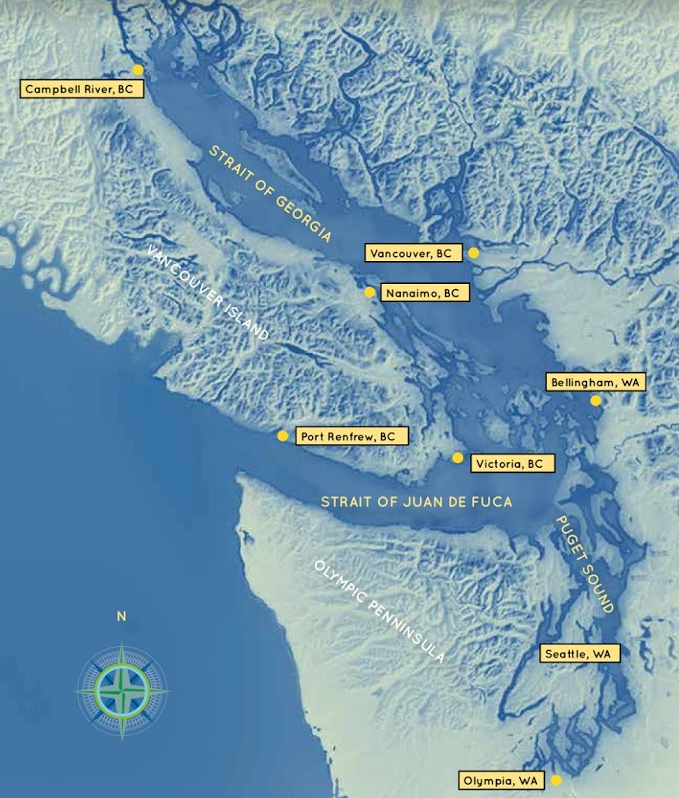 Campbell River, BC
STRAIT OF GEORGIA
VANCOUVER ISLAND
Vancouver, BC
Nanaimo, BC
Bellingham, WA
Port Renfrew, BC
Victoria, BC
STRAIT OF JUAN DE FUCA
PUGET SOUND
OLYMPIC PENNINSULA
N
Seattle, WA
Olympia, WA